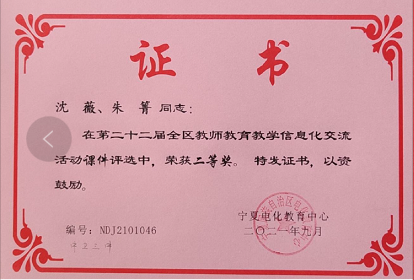 证 书
沈 薇、朱 箐 同志：
在第二十二届全区教师教育教学信息化交流
活动课件评选中，荣获二等奖。 特发证书，以资
鼓励。
宁夏电化教育中心
编号：NDJ2101046
二〇二一年九月